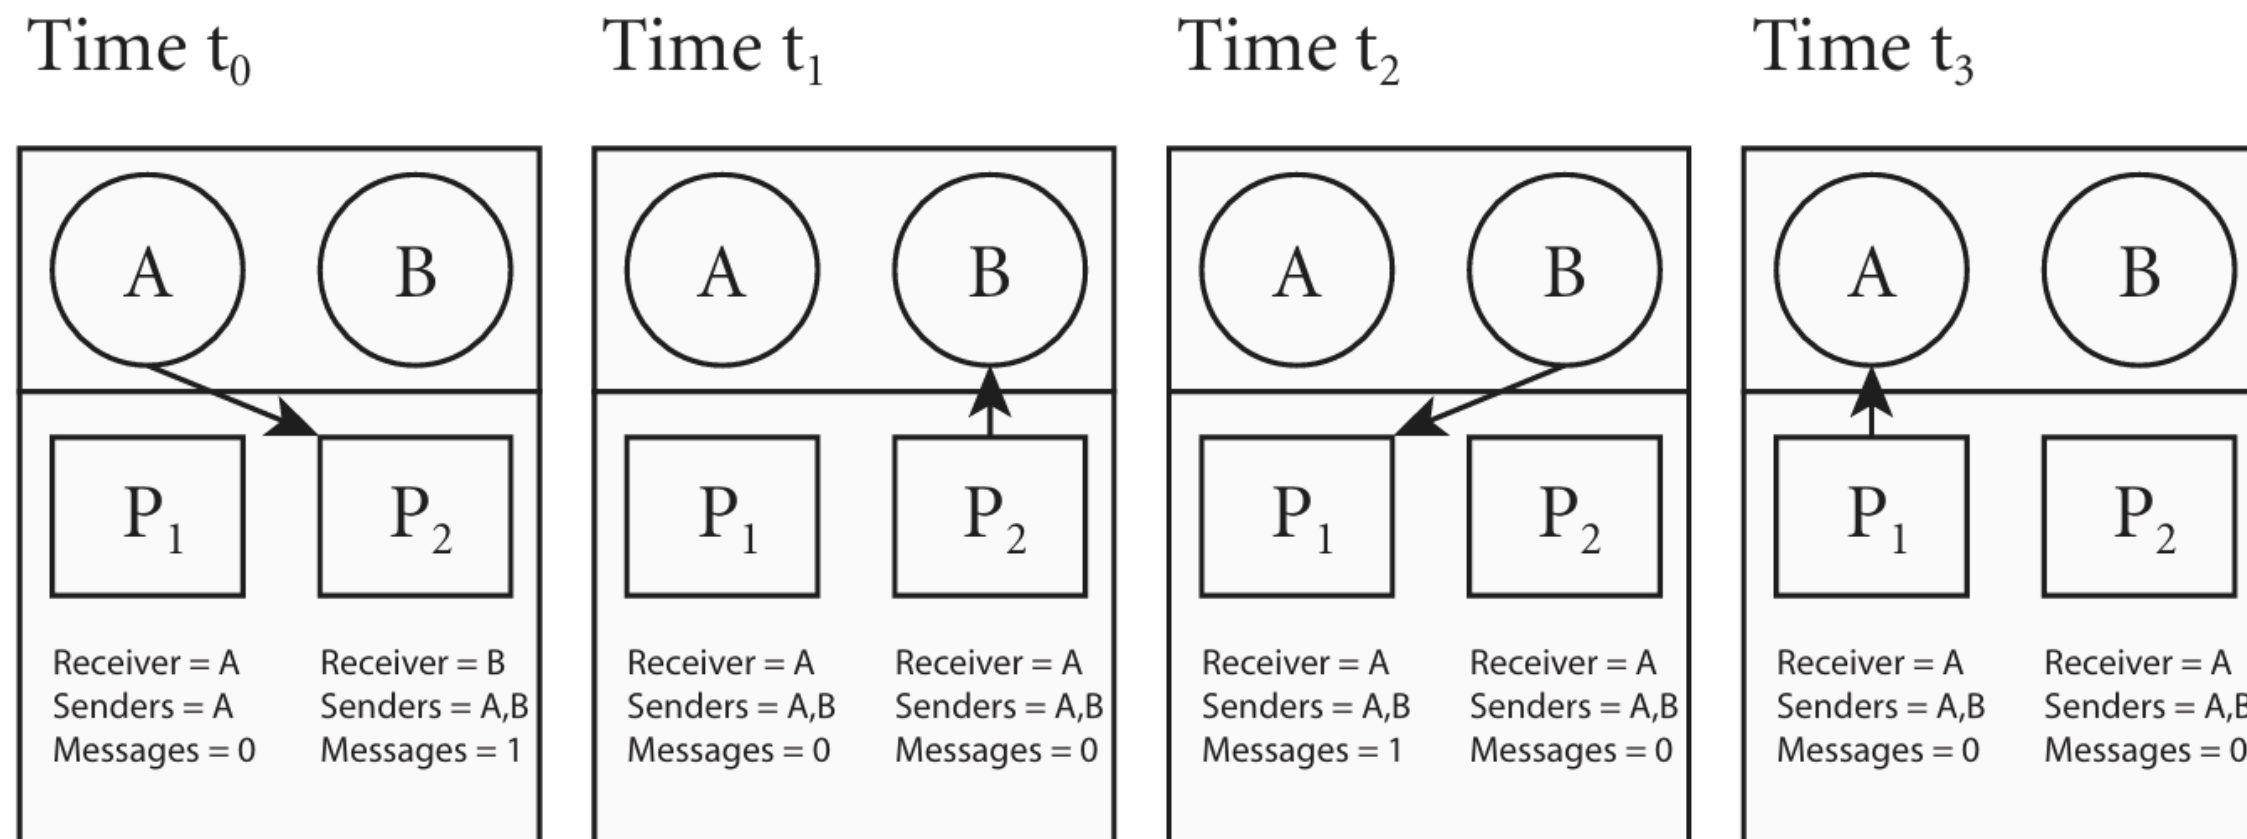 Time t₀
Time t₁
Time t₂
Time t₃
A
B
A
B
A
B
A
B
P₁
P₂
P₁
P₂
P₁
P₂
P₁
P₂
Receiver = A
Senders = A
Messages = 0
Receiver = B
Senders = A,B
Messages = 1
Receiver = A
Senders = A,B
Messages = 0
Receiver = A
Senders = A,B
Messages = 0
Receiver = A
Senders = A,B
Messages = 1
Receiver = A
Senders = A,B
Messages = 0
Receiver = A
Senders = A,B
Messages = 0
Receiver = A
Senders = A,B
Messages = 0